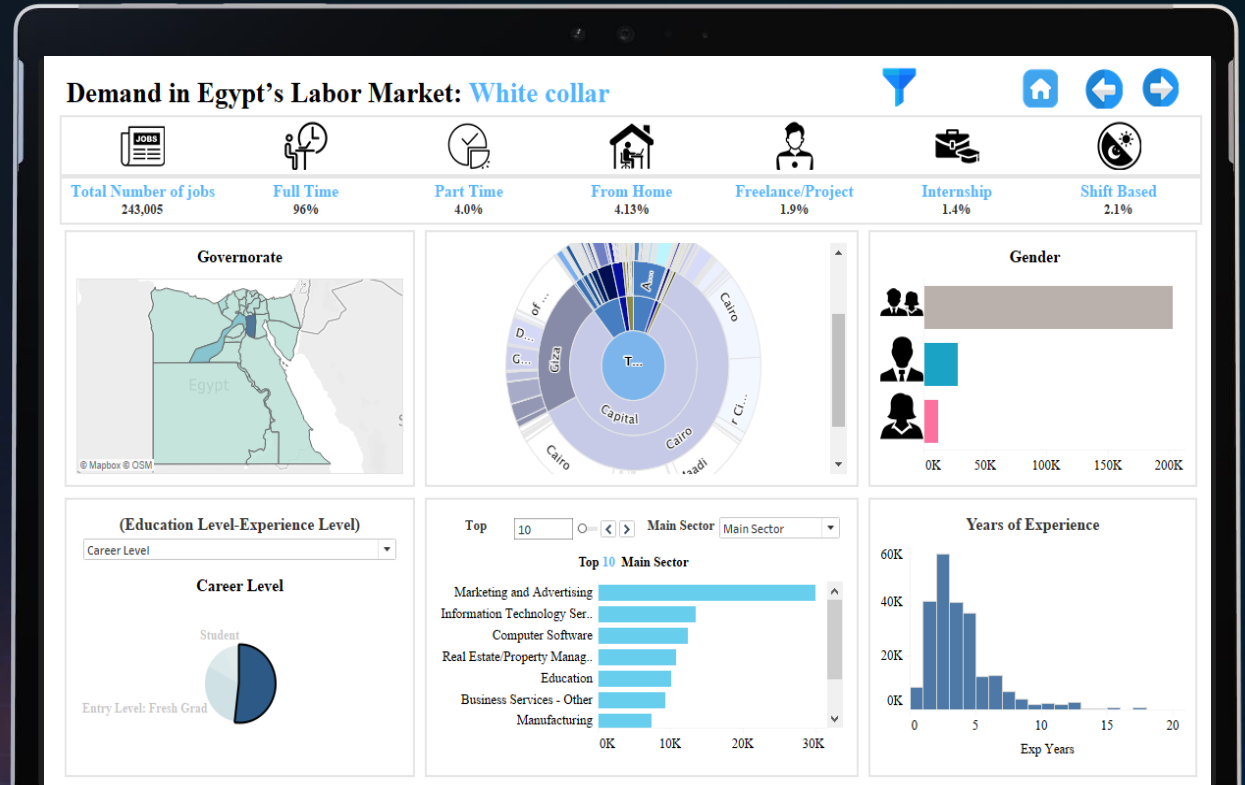 Demand in Egypt's Labor Market: White collar
JOBS
Total Number of jobs
243,005
Full Time
96%
Part Time
4.0%
From Home
4.13%
Freelance/Project
1.9%
Internship
1.4%
Shift Based
2.1%
Governorate
Egypt
© Mapbox © OSM
A...
of ...
D...
G...
Giza
T...
Capital
Cairo
Cairo
r Ci...
Cairo
Gender
0K 50K 100K 150K 200K
(Education Level-Experience Level)
Career Level
Career Level
Student
Entry Level: Fresh Grad
Top 10 Main Sector Main Sector
Top 10 Main Sector
Marketing and Advertising
Information Technology Ser..
Computer Software
Real Estate/Property Manag..
Education
Business Services - Other
Manufacturing
0K 10K 20K 30K
Years of Experience
60K
40K
20K
0K
0 5 10 15 20
Exp Years